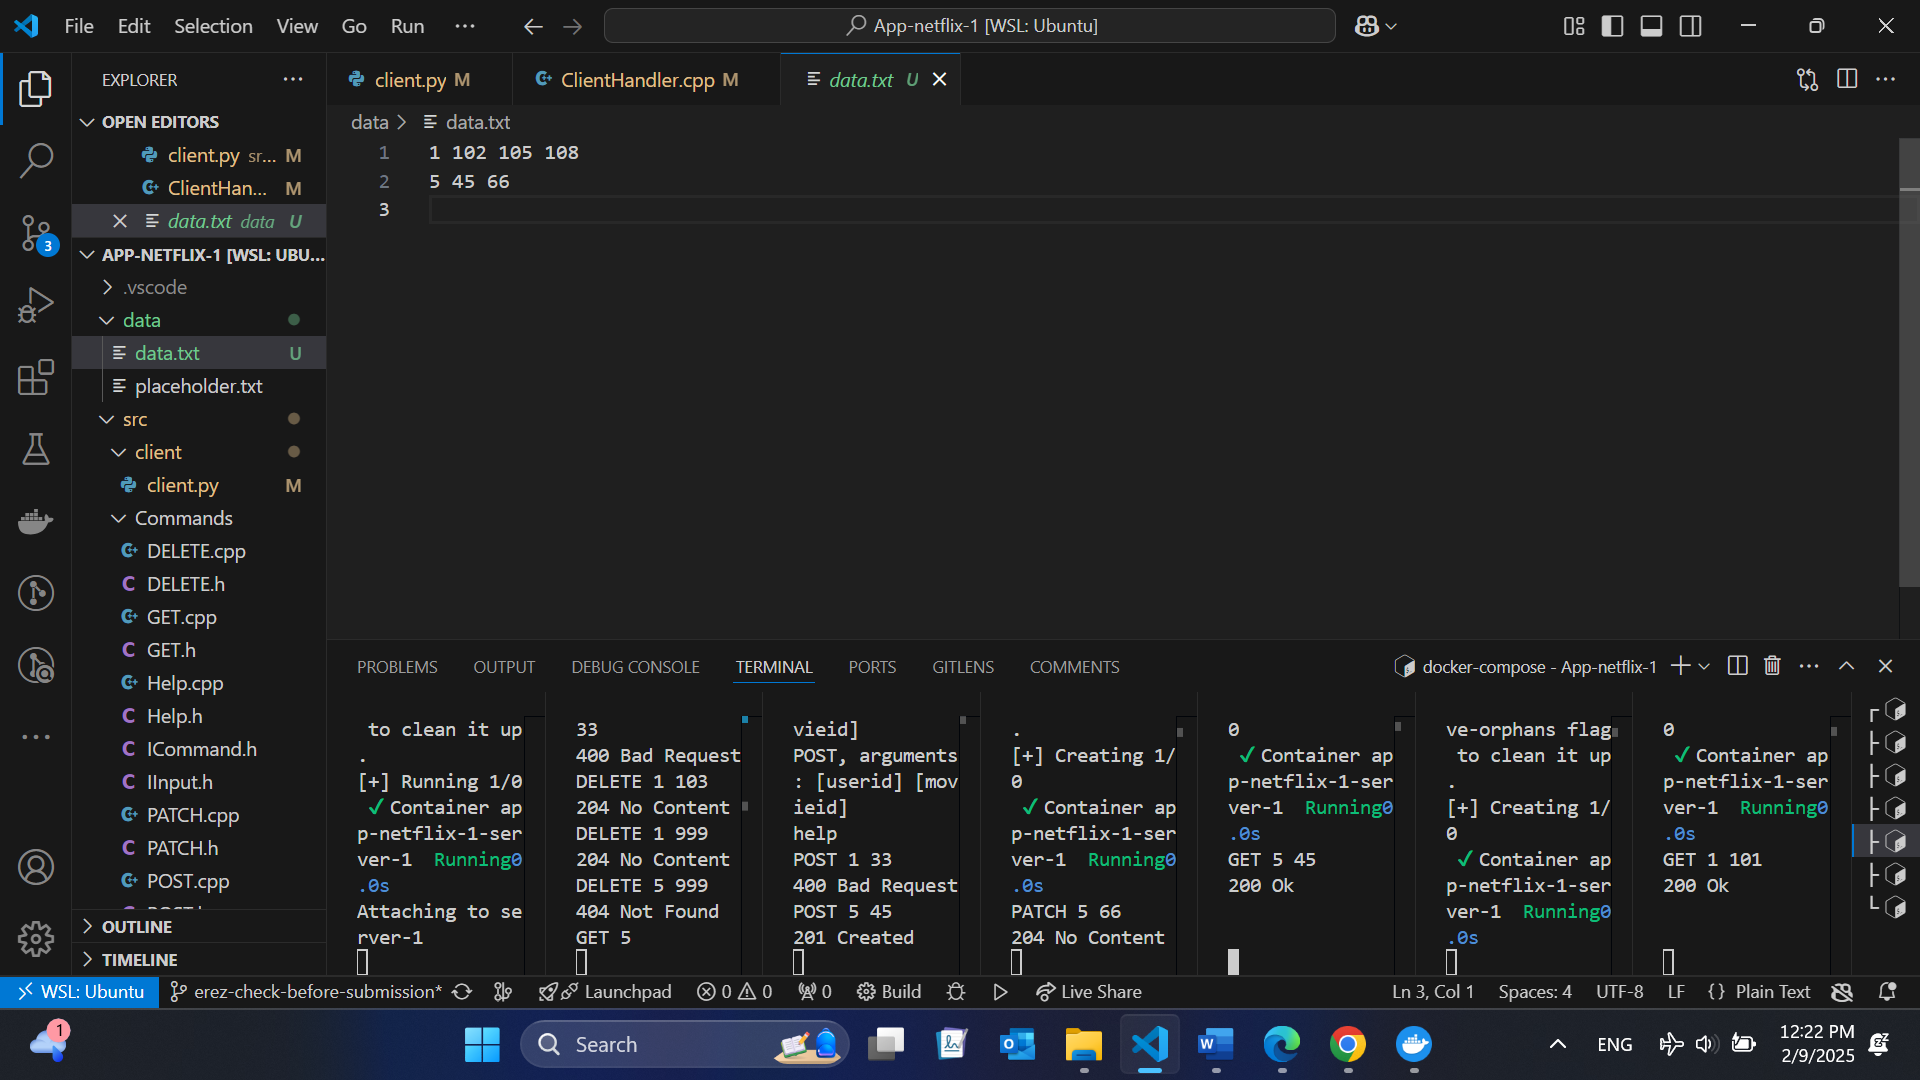 File Edit Selection View Go Run ···
App-netflix-1 [WSL: Ubuntu]
EXPLORER ···
client.py M
ClientHandler.cpp M
data.txt U
data > data.txt
OPEN EDITORS
client.py sr... M
ClientHan... M
data.txt data U
APP-NETFLIX-1 [WSL: UBU...
.vscode
data
data.txt U
placeholder.txt
src
client
client.py M
Commands
DELETE.cpp
DELETE.h
GET.cpp
GET.h
Help.cpp
Help.h
ICommand.h
IInput.h
PATCH.cpp
PATCH.h
POST.cpp
OUTLINE
TIMELINE
3
1 1 102 105 108
2 5 45 66
3
PROBLEMS OUTPUT DEBUG CONSOLE TERMINAL PORTS GITLENS COMMENTS
docker-compose - App-netflix-1
to clean it up
.
[+] Running 1/0
✓ Container ap
p-netflix-1-ser
ver-1 Running0
.0s
Attaching to se
rver-1
33
400 Bad Request
DELETE 1 103
204 No Content
DELETE 1 999
204 No Content
DELETE 5 999
404 Not Found
GET 5
vieid]
POST, arguments
: [userid] [mov
ieid]
help
POST 1 33
400 Bad Request
POST 5 45
201 Created
.
[+] Creating 1/
0
✓ Container ap
p-netflix-1-ser
ver-1 Running0
.0s
PATCH 5 66
204 No Content
0
✓ Container ap
p-netflix-1-ser
ver-1 Running0
.0s
GET 5 45
200 Ok
ve-orphans flag
to clean it up
.
[+] Creating 1/
0
✓ Container ap
p-netflix-1-ser
ver-1 Running0
.0s
0
✓ Container ap
p-netflix-1-ser
ver-1 Running0
.0s
GET 1 101
200 Ok
WSL: Ubuntu erez-check-before-submission* Launchpad 0 0 0 Build Live Share
Ln 3, Col 1 Spaces: 4 UTF-8 LF {} Plain Text
1
Search
ENG
12:22 PM
2/9/2025